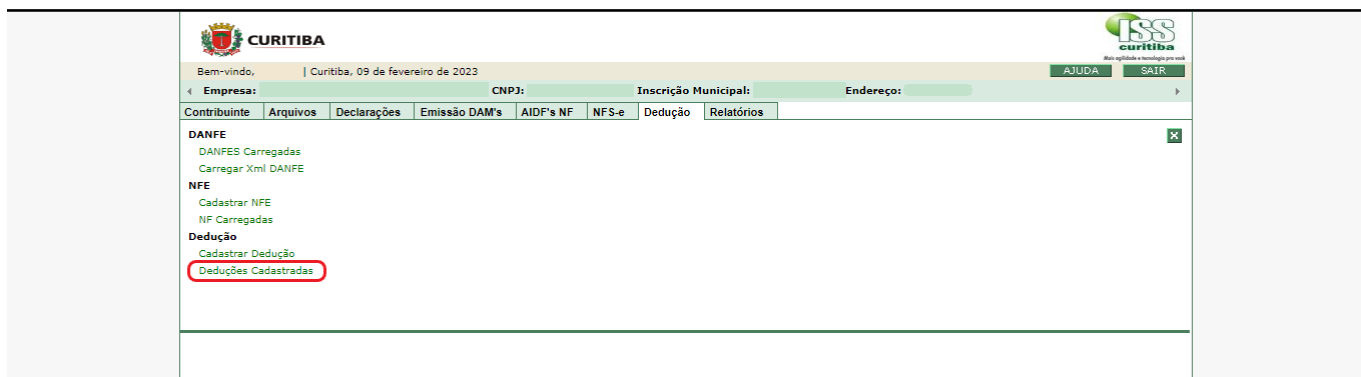 CURITIBA
ISS
curitiba
Mais agilidade e tecnologia pra você
Bem-vindo, | Curitiba, 09 de fevereiro de 2023 AJUDA SAIR
Empresa: CNPJ: Inscrição Municipal: Endereço:
Contribuinte Arquivos Declarações Emissão DAM's AIDF's NF NFS-e Dedução Relatórios
DANFE
DANFES Carregadas
Carregar Xml DANFE
NFE
Cadastrar NFE
NF Carregadas
Dedução
Cadastrar Dedução
Deduções Cadastradas